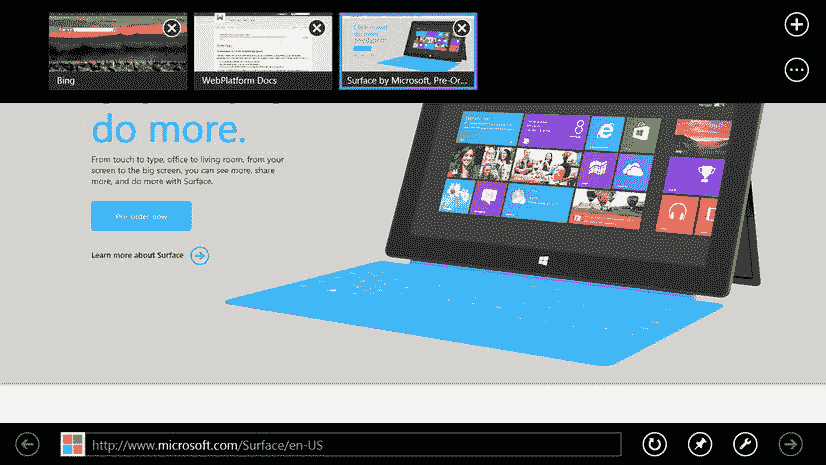 Bing
WebPlatform Docs
Surface by Microsoft, Pre-Or...
do more.
From touch to type, office to living room, from your
screen to the big screen, you can see more, share
more, and do more with Surface.
Pre-order now
Learn more about Surface
8
http://www.microsoft.com/Surface/en-US